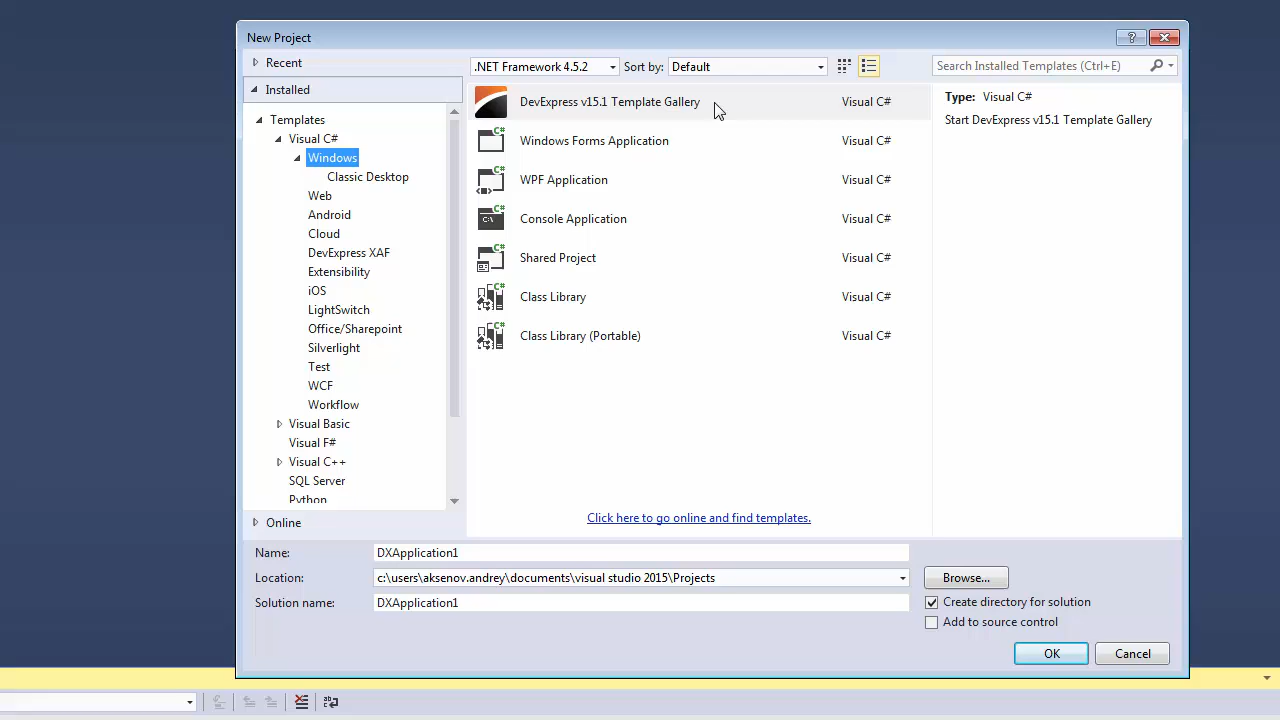 New Project
?
Recent
.NET Framework 4.5.2
Sort by:
Default
Search Installed Templates (Ctrl+E)
Installed
Templates
Visual C#
Windows
Classic Desktop
Web
Android
Cloud
DevExpress XAF
Extensibility
iOS
LightSwitch
Office/Sharepoint
Silverlight
Test
WCF
Workflow
Visual Basic
Visual F#
Visual C++
SQL Server
Python
Online
DevExpress v15.1 Template Gallery Visual C#
C# Windows Forms Application Visual C#
C# WPF Application Visual C#
C# C:\ Console Application Visual C#
C# Shared Project Visual C#
C# Class Library Visual C#
C# Class Library (Portable) Visual C#
Click here to go online and find templates.
Type: Visual C#
Start DevExpress v15.1 Template Gallery
Name: DXApplication1
Location: c:\users\aksenov.andrey\documents\visual studio 2015\Projects
Browse...
Solution name: DXApplication1
Create directory for solution
Add to source control
OK
Cancel